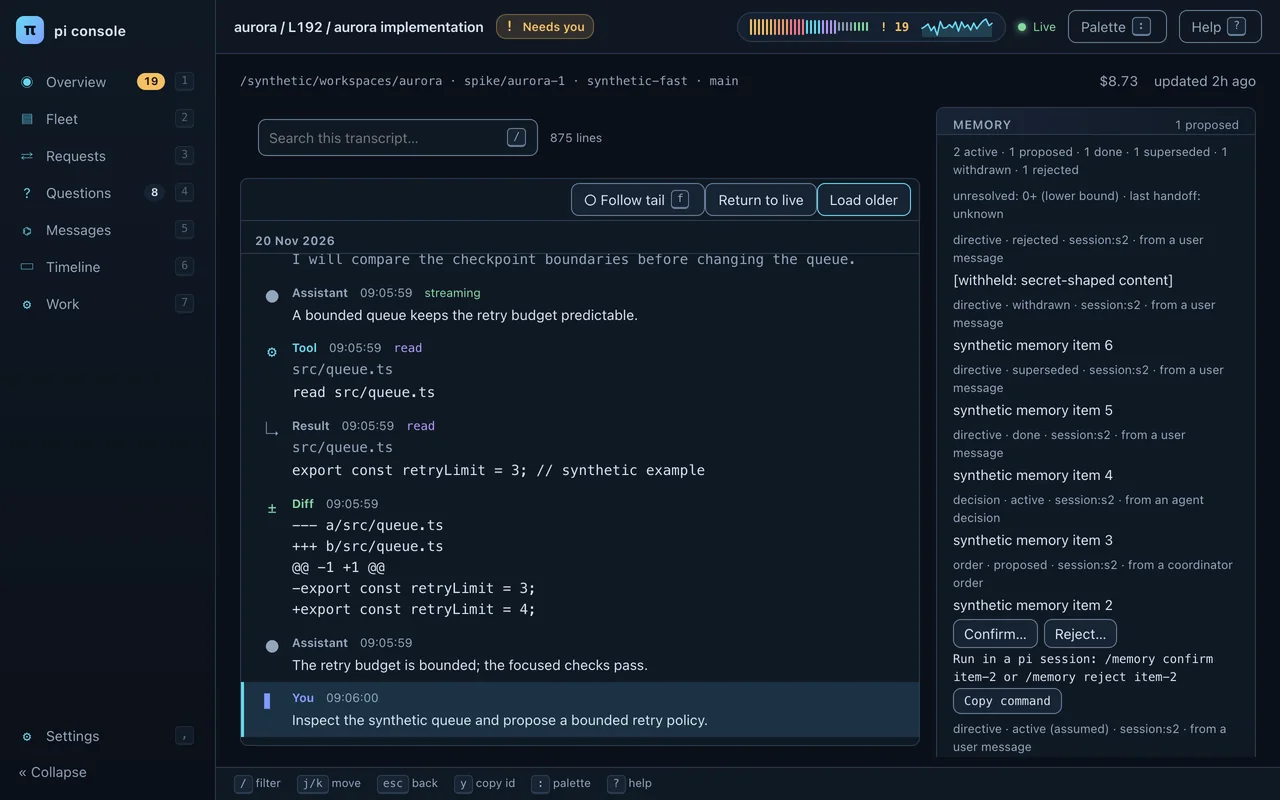 π pi console
aurora / L192 / aurora implementation
! Needs you
! 19
Live
Palette :
Help ?
Overview 19 1
Fleet 2
Requests 3
? Questions 8 4
Messages 5
Timeline 6
Work 7
Settings ,
« Collapse
/synthetic/workspaces/aurora · spike/aurora-1 · synthetic-fast · main
$8.73 updated 2h ago
Search this transcript... /
875 lines
Follow tail f
Return to live
Load older
20 Nov 2026
I will compare the checkpoint boundaries before changing the queue.
Assistant 09:05:59 streaming
A bounded queue keeps the retry budget predictable.
Tool 09:05:59 read
src/queue.ts
read src/queue.ts
Result 09:05:59 read
src/queue.ts
export const retryLimit = 3; // synthetic example
± Diff 09:05:59
--- a/src/queue.ts
+++ b/src/queue.ts
@@ -1 +1 @@
-export const retryLimit = 3;
+export const retryLimit = 4;
Assistant 09:05:59
The retry budget is bounded; the focused checks pass.
You 09:06:00
Inspect the synthetic queue and propose a bounded retry policy.
MEMORY 1 proposed
2 active · 1 proposed · 1 done · 1 superseded · 1
withdrawn · 1 rejected
unresolved: 0+ (lower bound) · last handoff:
unknown
directive · rejected · session:s2 · from a user
message
[withheld: secret-shaped content]
directive · withdrawn · session:s2 · from a user
message
synthetic memory item 6
directive · superseded · session:s2 · from a user
message
synthetic memory item 5
directive · done · session:s2 · from a user
message
synthetic memory item 4
decision · active · session:s2 · from an agent
decision
synthetic memory item 3
order · proposed · session:s2 · from a coordinator
order
synthetic memory item 2
Confirm... Reject...
Run in a pi session: /memory confirm
item-2 or /memory reject item-2
Copy command
directive · active (assumed) · session:s2 · from a
user message
/ filter j/k move esc back y copy id : palette ? help